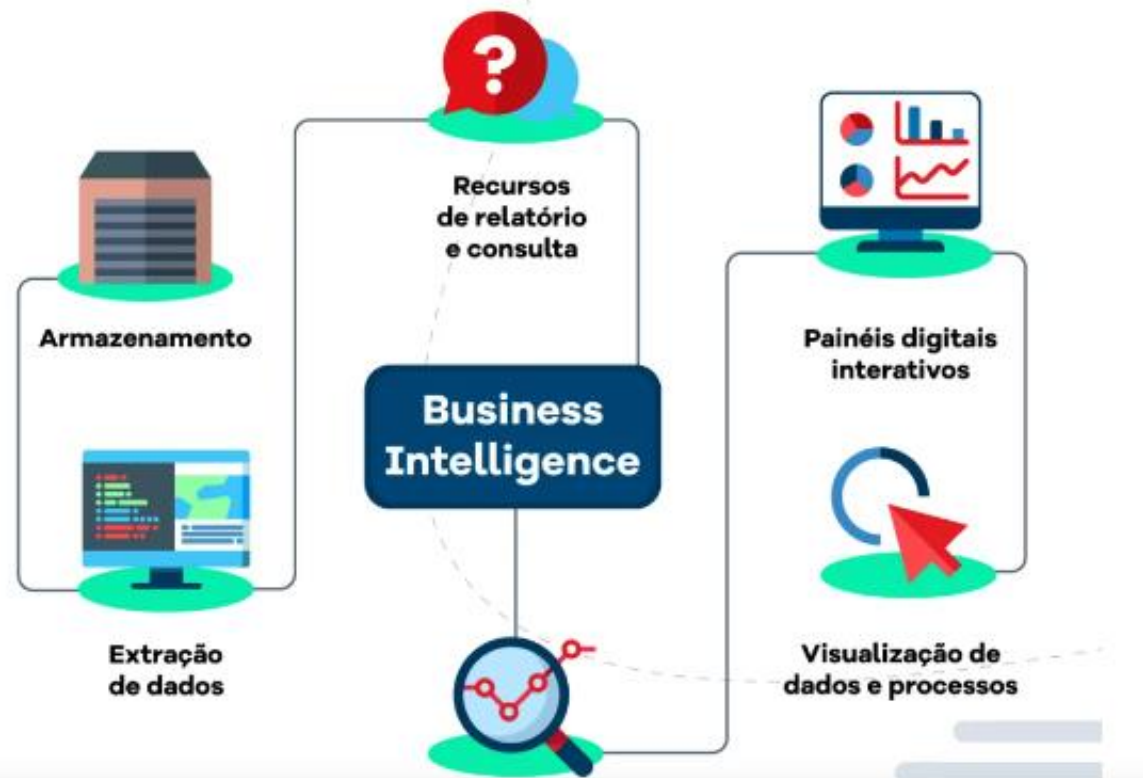 Recursos
de relatório
e consulta
Armazenamento
Painéis digitais
interativos
Business
Intelligence
Extração
de dados
Visualização de
dados e processos